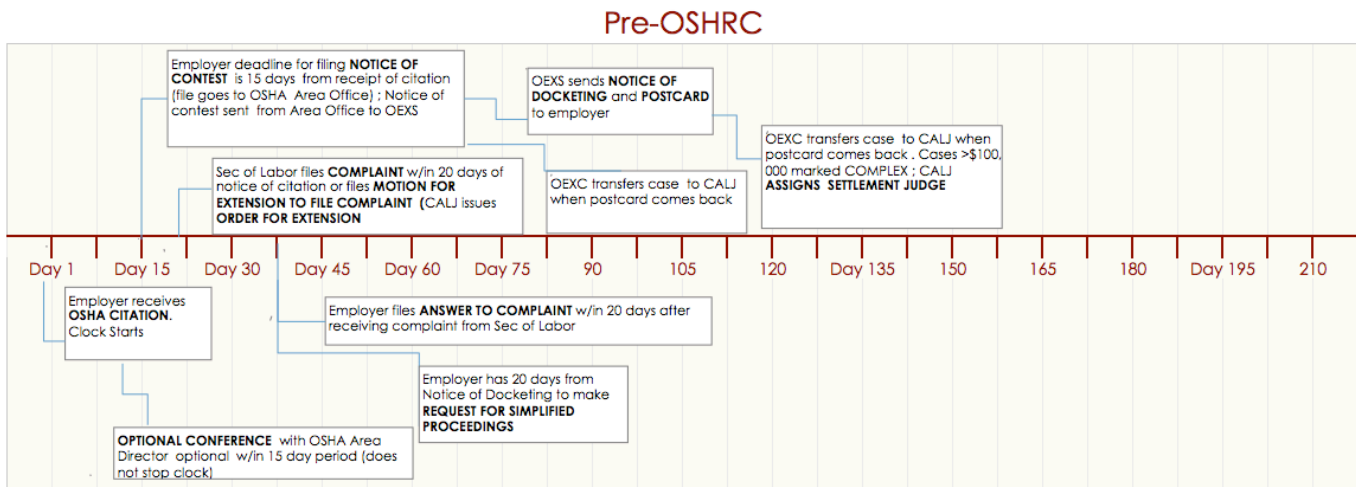 Pre-OSHRC
Employer deadline for filing NOTICE OF
CONTEST is 15 days from receipt of citation
(file goes to OSHA Area Office) ; Notice of
contest sent from Area Office to OEXS
OEXS sends NOTICE OF
DOCKETING and POSTCARD
to employer
OEXC transfers case to CALJ when
postcard comes back . Cases >$100,
000 marked COMPLEX ; CALJ
ASSIGNS SETTLEMENT JUDGE
Sec of Labor files COMPLAINT w/in 20 days of
notice of citation or files MOTION FOR
EXTENSION TO FILE COMPLAINT (CALJ issues
ORDER FOR EXTENSION
OEXC transfers case to CALJ
when postcard comes back
Day 1 Day 15 Day 30 Day 45 Day 60 Day 75 90 105 120 Day 135 150 165 180 Day 195 210
Employer receives
OSHA CITATION.
Clock Starts
Employer files ANSWER TO COMPLAINT w/in 20 days after
receiving complaint from Sec of Labor
Employer has 20 days from
Notice of Docketing to make
REQUEST FOR SIMPLIFIED
PROCEEDINGS
OPTIONAL CONFERENCE with OSHA Area
Director optional w/in 15 day period (does
not stop clock)